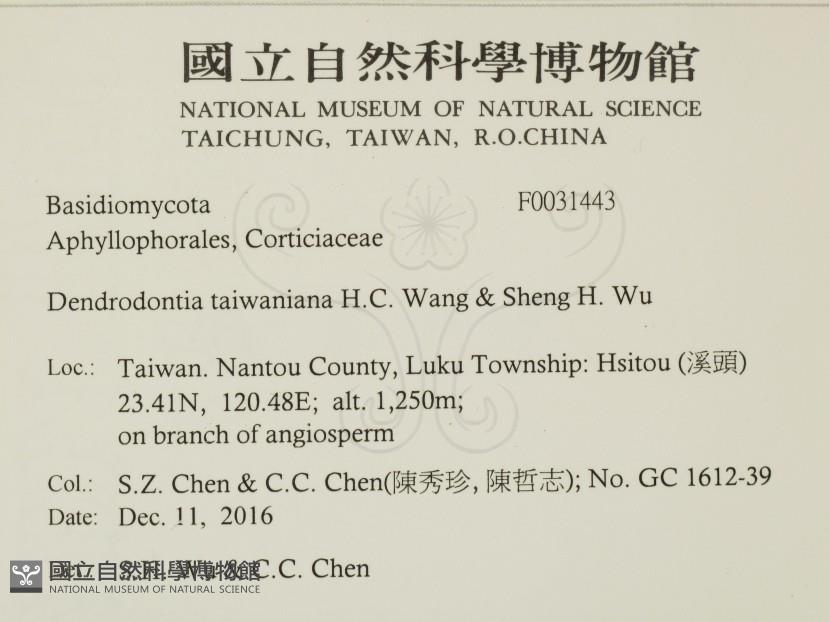 國立自然科學博物館
NATIONAL MUSEUM OF NATURAL SCIENCE
TAICHUNG, TAIWAN, R.O.CHINA
Basidiomycota F0031443
Aphyllophorales, Corticiaceae
Dendrodontia taiwaniana H.C. Wang & Sheng H. Wu
Loc.: Taiwan. Nantou County, Luku Township: Hsitou (溪頭)
23.41N, 120.48E; alt. 1,250m;
on branch of angiosperm
Col.: S.Z. Chen & C.C. Chen(陳秀珍, 陳哲志); No. GC 1612-39
Date: Dec. 11, 2016
C.C. Chen
國立自然科學博物館
NATIONAL MUSEUM OF NATURAL SCIENCE